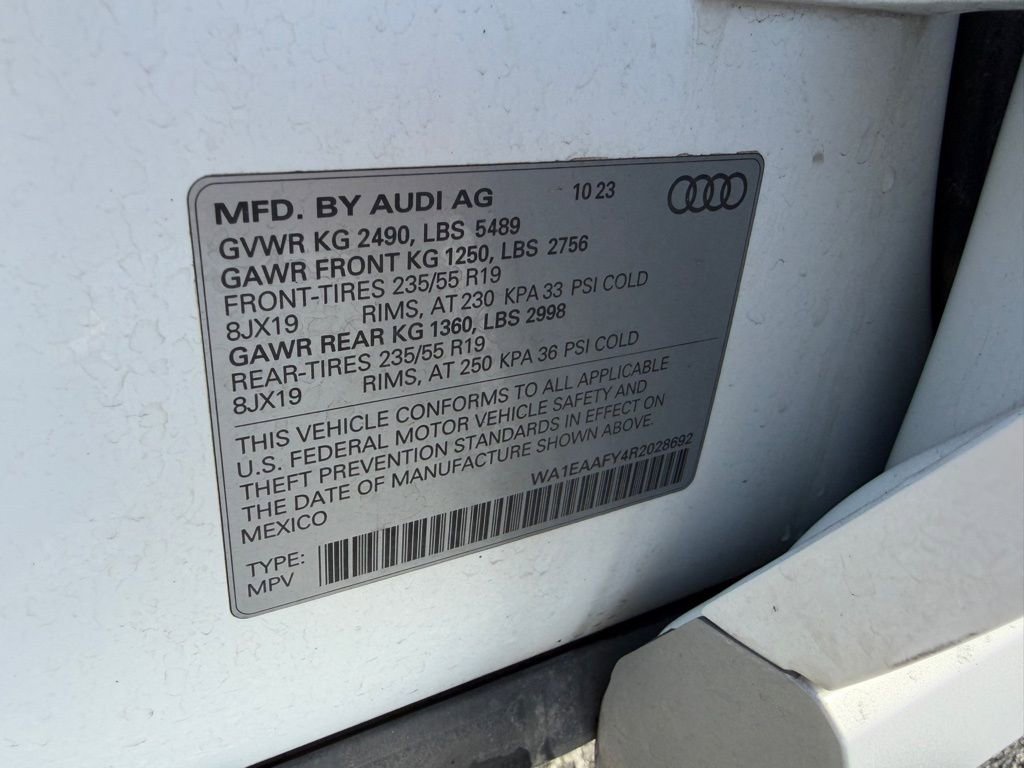 MFD. BY AUDI AG 10 23
GVWR KG 2490, LBS 5489
GAWR FRONT KG 1250, LBS 2756
FRONT-TIRES 235/55 R19
8JX19 RIMS, AT 230 KPA 33 PSI COLD
GAWR REAR KG 1360, LBS 2998
REAR-TIRES 235/55 R19
8JX19 RIMS, AT 250 KPA 36 PSI COLD
THIS VEHICLE CONFORMS TO ALL APPLICABLE
U.S. FEDERAL MOTOR VEHICLE SAFETY AND
THEFT PREVENTION STANDARDS IN EFFECT ON
THE DATE OF MANUFACTURE SHOWN ABOVE.
MEXICO WA1EAAFY4R2028692
TYPE:
MPV